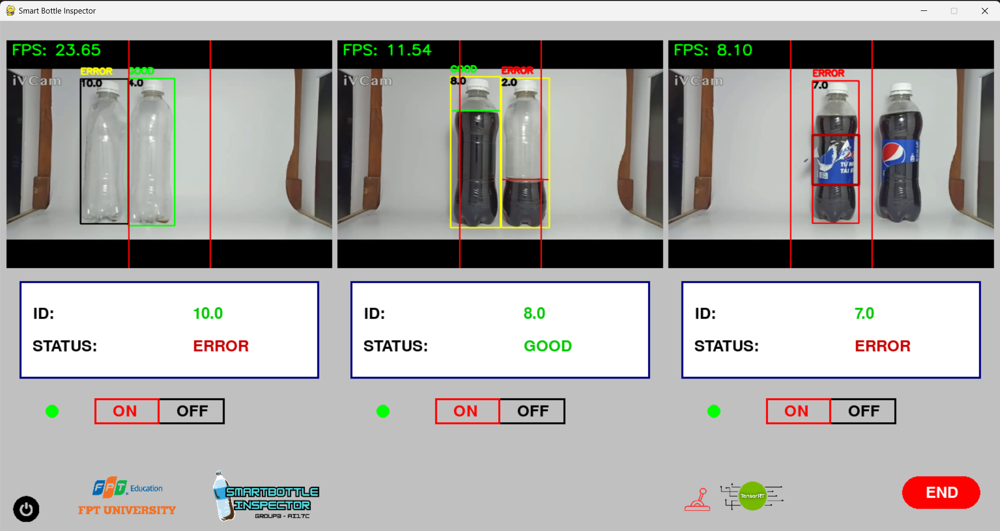 Smart Bottle Inspector
FPS: 23.65
ERROR
GOOD
iVCam
10.0
4.0
FPS: 11.54
GOOD
ERROR
iVCam
8.0
2.0
FPS: 8.10
ERROR
iVCam
7.0
TÁI S
ID: 10.0
STATUS: ERROR
ID: 8.0
STATUS: GOOD
ID: 7.0
STATUS: ERROR
ON OFF
ON OFF
ON OFF
FPT Education
FPT UNIVERSITY
SMARTBOTTLE
INSPECTOR
GROUP3 - AI17C
TensorRT
END